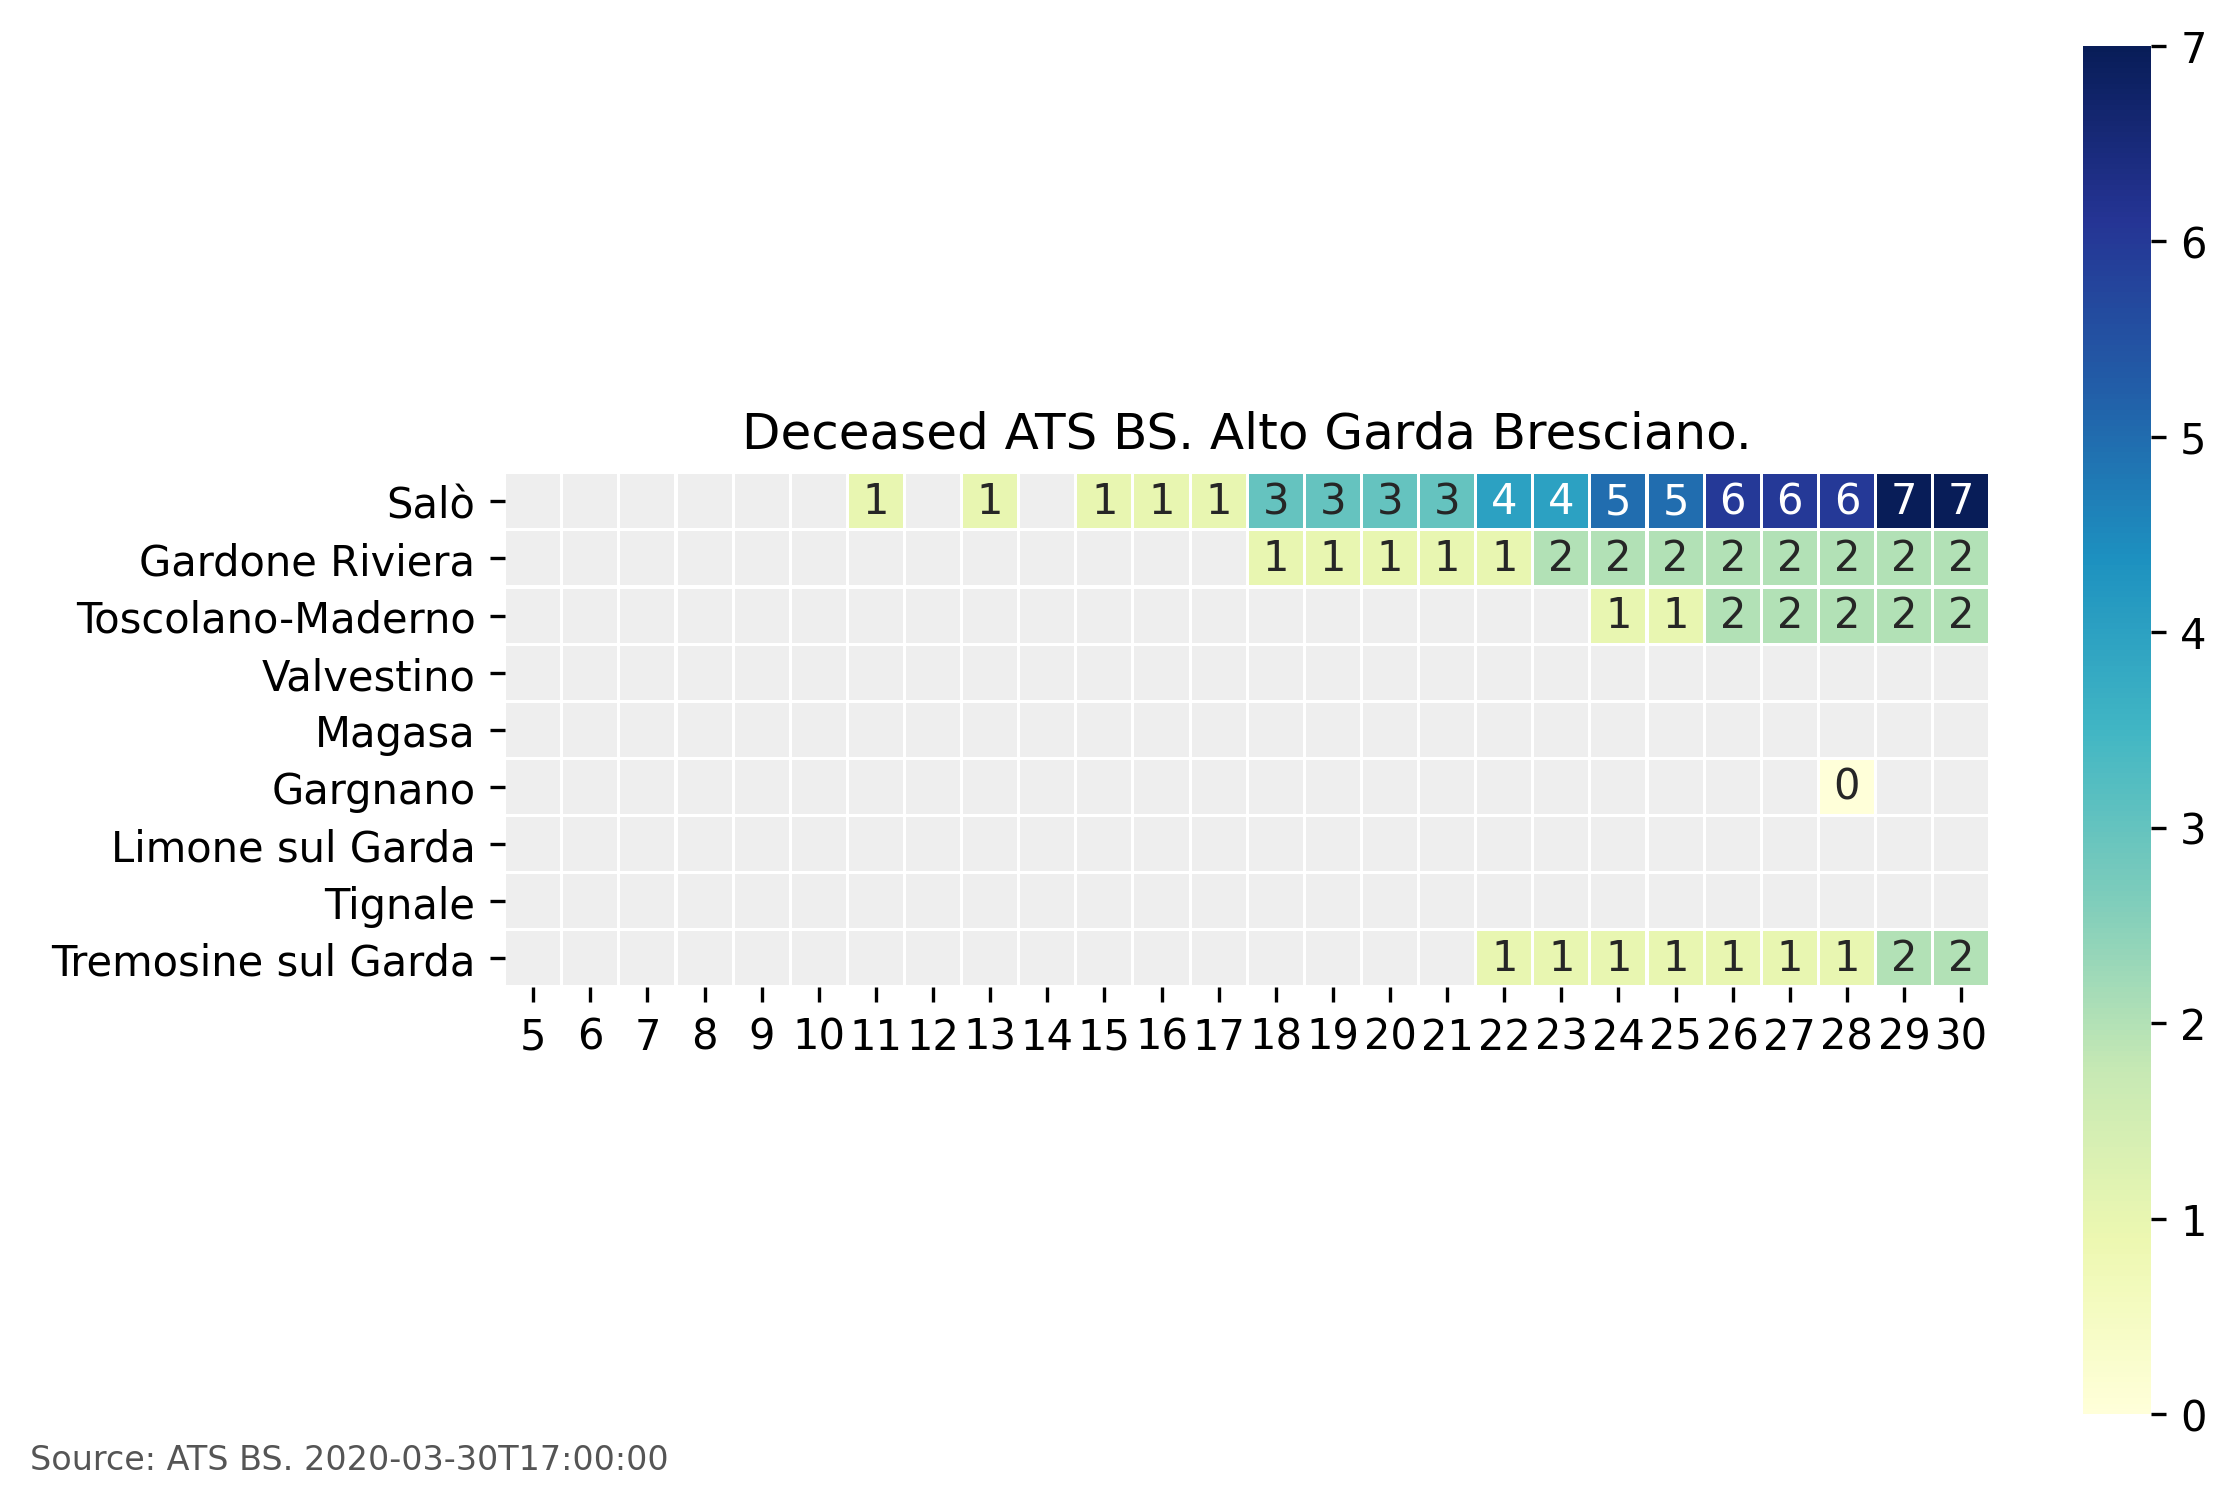 Deceased ATS BS. Alto Garda Bresciano.
Salò 1 1 1 1 1 3 3 3 3 4 4 5 5 6 6 6 7 7
Gardone Riviera 1 1 1 1 1 2 2 2 2 2 2 2 2
Toscolano-Maderno 1 1 2 2 2 2 2
Valvestino
Magasa
Gargnano 0
Limone sul Garda
Tignale
Tremosine sul Garda 1 1 1 1 1 1 1 2 2
5 6 7 8 9 10 11 12 13 14 15 16 17 18 19 20 21 22 23 24 25 26 27 28 29 30
7
6
5
4
3
2
1
0
Source: ATS BS. 2020-03-30T17:00:00